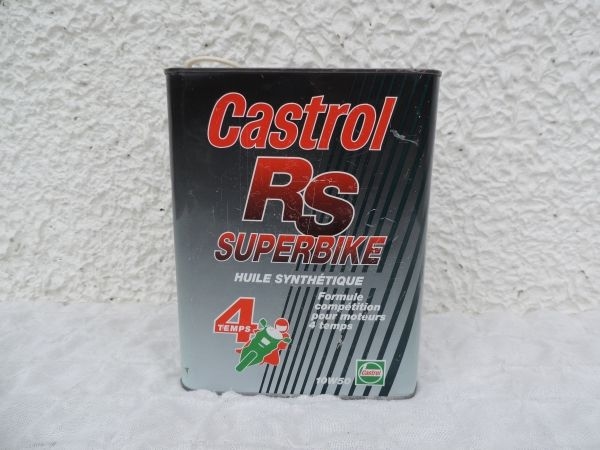 Castrol
RS
SUPERBIKE
HUILE SYNTHÉTIQUE
Formule
compétition
pour moteurs
4 temps
4
TEMPS
10W50
Castrol